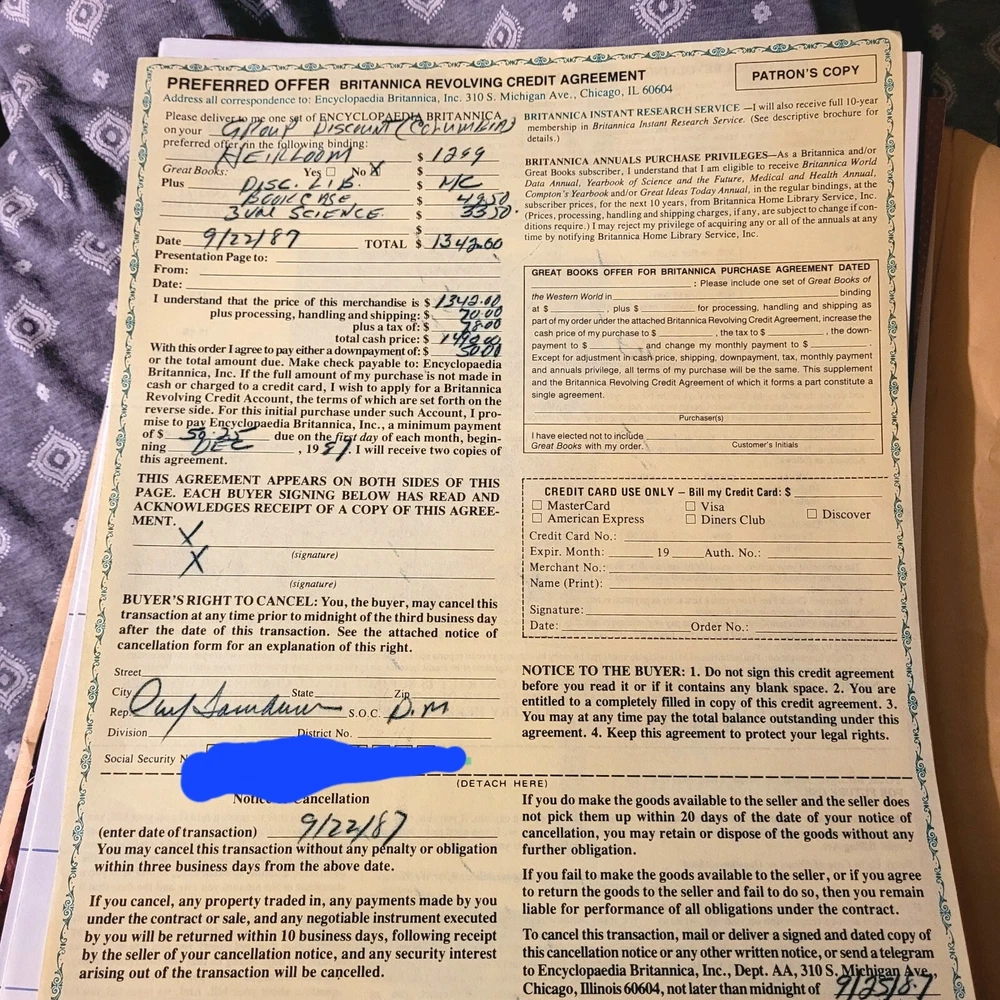 PREFERRED OFFER BRITANNICA REVOLVING CREDIT AGREEMENT
PATRON'S COPY
Address all correspondence to: Encyclopaedia Britannica, Inc. 310 S. Michigan Ave., Chicago, IL 60604
Please deliver to me one set of ENCYCLOPAEDIA BRITANNICA
on your Group Discount (Columbia)
preferred offer, in the following binding:
HEIRLOOM $ 1299
Great Books: Yes ☐ No ☐ X $
Plus DISC. LIB. $ N/C
BOOKCASE $ 49.50
3 VOL SCIENCE $ 33.50
$
Date 9/22/87 TOTAL $ 1342.00
Presentation Page to:
From:
Date:
I understand that the price of this merchandise is $ 1342.00
plus processing, handling and shipping: $ 70.00
plus a tax of: $ 78.00
total cash price: $
With this order I agree to pay either a downpayment of: $ 50.00
or the total amount due. Make check payable to: Encyclopaedia
Britannica, Inc. If the full amount of my purchase is not made in
cash or charged to a credit card, I wish to apply for a Britannica
Revolving Credit Account, the terms of which are set forth on the
reverse side. For this initial purchase under such Account, I pro-
mise to pay Encyclopaedia Britannica, Inc., a minimum payment
of $ 50.25 due on the first day of each month, begin-
ning DEC , 19 87. I will receive two copies of
this agreement.
THIS AGREEMENT APPEARS ON BOTH SIDES OF THIS
PAGE. EACH BUYER SIGNING BELOW HAS READ AND
ACKNOWLEDGES RECEIPT OF A COPY OF THIS AGREE-
MENT.
X
(signature)
X
(signature)
BUYER'S RIGHT TO CANCEL: You, the buyer, may cancel this
transaction at any time prior to midnight of the third business day
after the date of this transaction. See the attached notice of
cancellation form for an explanation of this right.
Street
City State Zip
Rep. S.O.C. D.M
Division District No.
Social Security N
BRITANNICA INSTANT RESEARCH SERVICE —I will also receive full 10-year
membership in Britannica Instant Research Service. (See descriptive brochure for
details.)
BRITANNICA ANNUALS PURCHASE PRIVILEGES—As a Britannica and/or
Great Books subscriber, I understand that I am eligible to receive Britannica World
Data Annual, Yearbook of Science and the Future, Medical and Health Annual,
Compton's Yearbook and/or Great Ideas Today Annual, in the regular bindings, at the
subscriber prices, for the next 10 years, from Britannica Home Library Service, Inc.
(Prices, processing, handling and shipping charges, if any, are subject to change if con-
ditions require.) I may reject my privilege of acquiring any or all of the annuals at any
time by notifying Britannica Home Library Service, Inc.
GREAT BOOKS OFFER FOR BRITANNICA PURCHASE AGREEMENT DATED
: Please include one set of Great Books of
the Western World in binding
at $ , plus $ for processing, handling and shipping as
part of my order under the attached Britannica Revolving Credit Agreement, increase the
cash price of my purchase to $ , the tax to $ , the down-
payment to $ and change my monthly payment to $ .
Except for adjustment in cash price, shipping, downpayment, tax, monthly payment
and annuals privilege, all terms of my purchase will be the same. This supplement
and the Britannica Revolving Credit Agreement of which it forms a part constitute a
single agreement.
Purchaser(s)
I have elected not to include
Great Books with my order. Customer's Initials
CREDIT CARD USE ONLY – Bill my Credit Card: $
☐ MasterCard ☐ Visa ☐ Discover
☐ American Express ☐ Diners Club
Credit Card No.:
Expir. Month: 19 Auth. No.:
Merchant No.:
Name (Print):
Signature:
Date: Order No.:
NOTICE TO THE BUYER: 1. Do not sign this credit agreement
before you read it or if it contains any blank space. 2. You are
entitled to a completely filled in copy of this credit agreement. 3.
You may at any time pay the total balance outstanding under this
agreement. 4. Keep this agreement to protect your legal rights.
(DETACH HERE)
Notice Cancellation
(enter date of transaction) 9/22/87
You may cancel this transaction without any penalty or obligation
within three business days from the above date.
If you cancel, any property traded in, any payments made by you
under the contract or sale, and any negotiable instrument executed
by you will be returned within 10 business days, following receipt
by the seller of your cancellation notice, and any security interest
arising out of the transaction will be cancelled.
If you do make the goods available to the seller and the seller does
not pick them up within 20 days of the date of your notice of
cancellation, you may retain or dispose of the goods without any
further obligation.
If you fail to make the goods available to the seller, or if you agree
to return the goods to the seller and fail to do so, then you remain
liable for performance of all obligations under the contract.
To cancel this transaction, mail or deliver a signed and dated copy of
this cancellation notice or any other written notice, or send a telegram
to Encyclopaedia Britannica, Inc., Dept. AA, 310 S. Michigan Ave.,
Chicago, Illinois 60604, not later than midnight of 9/25/87